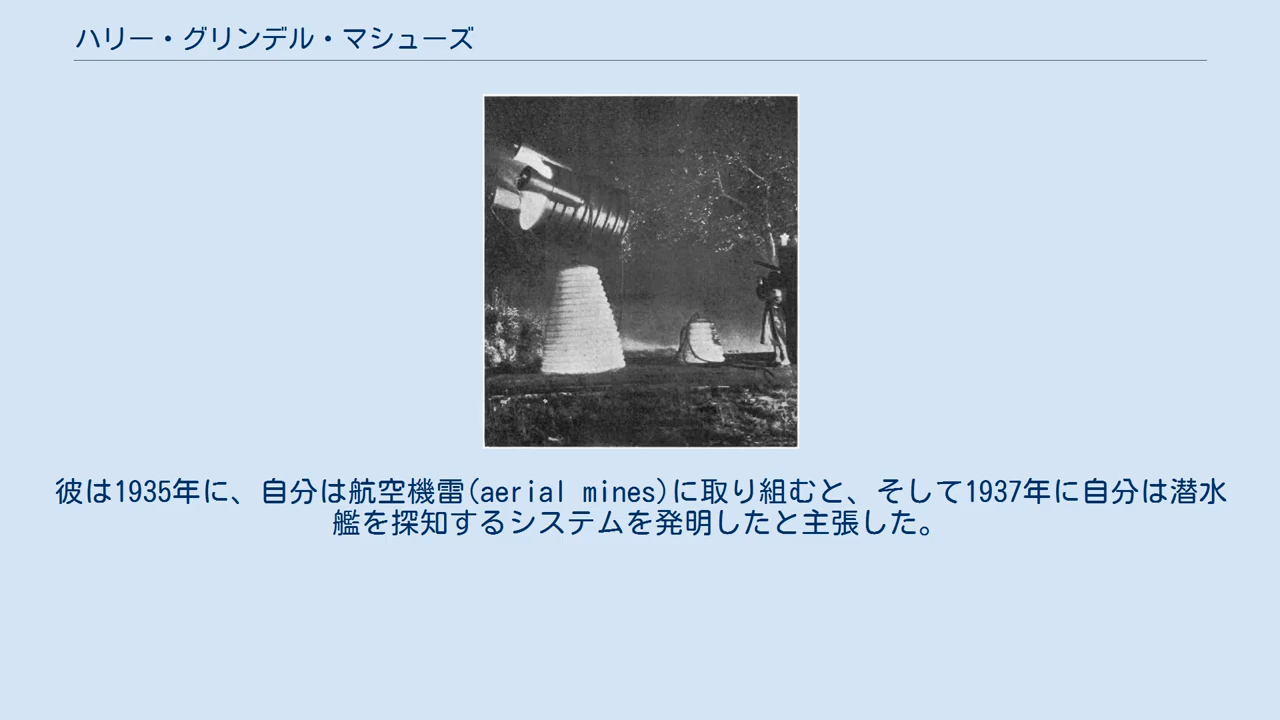 ハリー・グリンデル・マシューズ
彼は1935年に、自分は航空機雷(aerial mines)に取り組むと、そして1937年に自分は潜水
艦を探知するシステムを発明したと主張した。